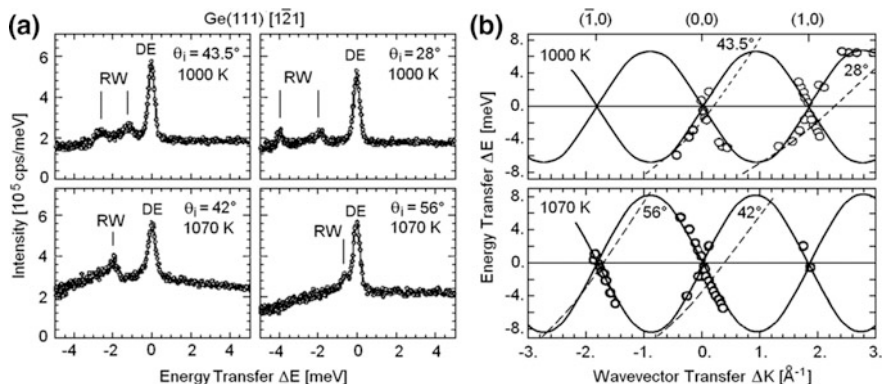 Ge(111) [12̄1]
(a)
RW DE θi = 43.5°
1000 K
RW DE θi = 28°
1000 K
RW DE θi = 42°
1070 K
RW DE θi = 56°
1070 K
6
4
2
0
6
4
2
0
-4 -2 0 2 4
-4 -2 0 2 4
Intensity [10⁵ cps/meV]
Energy Transfer ΔE [meV]
(b)
(1̄,0) (0,0) (1,0)
1000 K 43.5° 28°
8.
4.
0.
-4
-8.
1070 K 56° 42°
8.
4.
0.
-4.
8.
-3.0 -2. -1. 0. 1. 2. 3.
Energy Transfer ΔE [meV]
Wavevector Transfer ΔK [Å⁻¹]